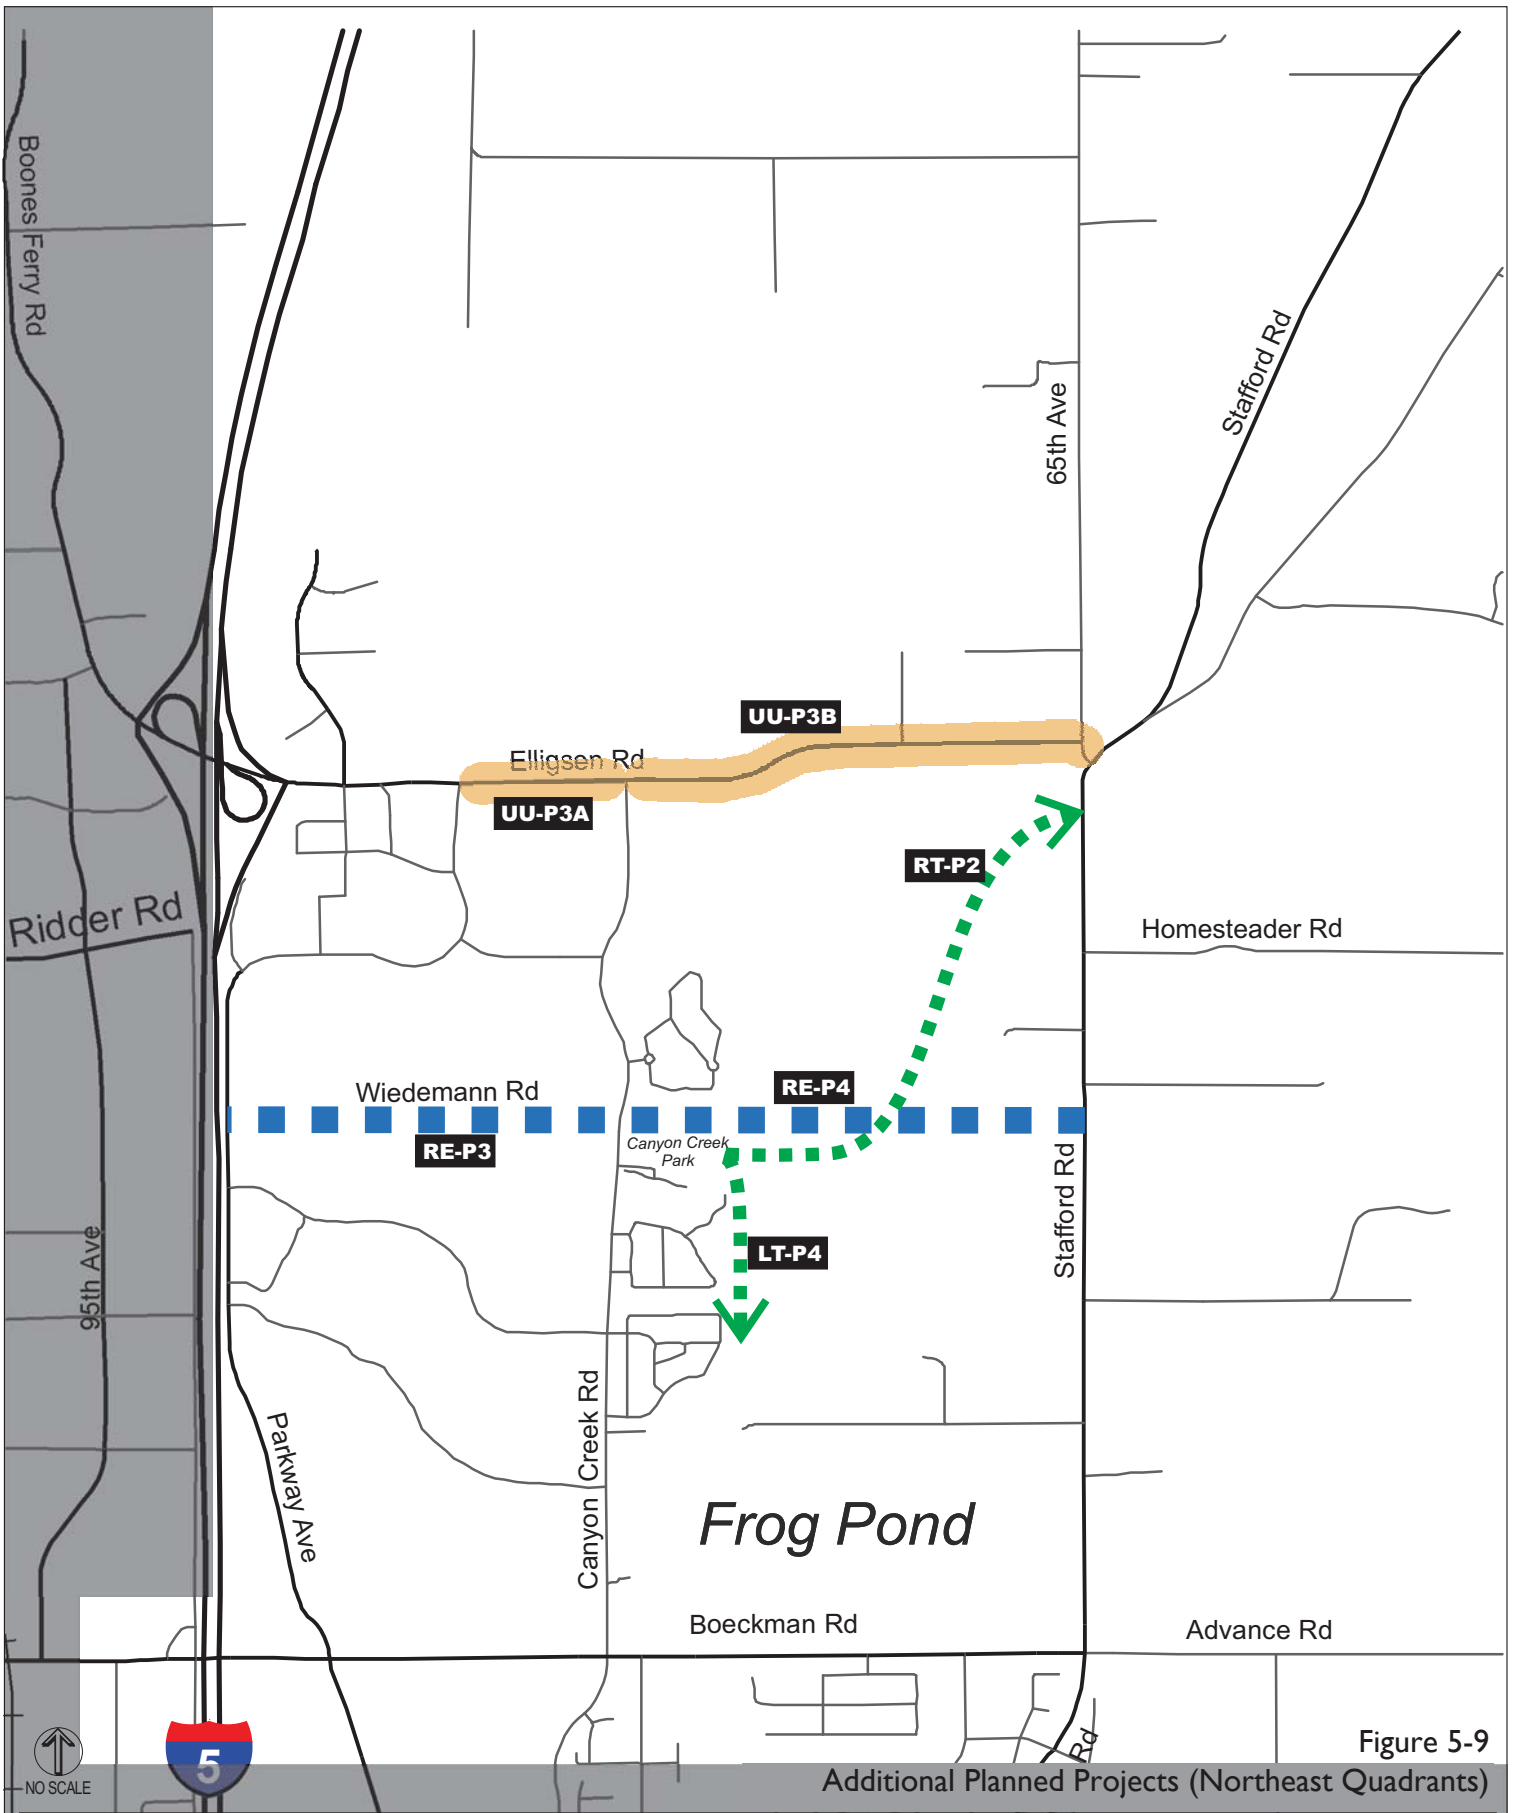 Boones Ferry Rd
Stafford Rd
65th Ave
UU-P3B
Elligsen Rd
UU-P3A
RT-P2
Ridder Rd
Homesteader Rd
Wiedemann Rd
RE-P4
RE-P3
Canyon Creek
Park
Stafford Rd
LT-P4
95th Ave
Canyon Creek Rd
Parkway Ave
Frog Pond
Boeckman Rd
Advance Rd
Rd
5
NO SCALE
Figure 5-9
Additional Planned Projects (Northeast Quadrants)